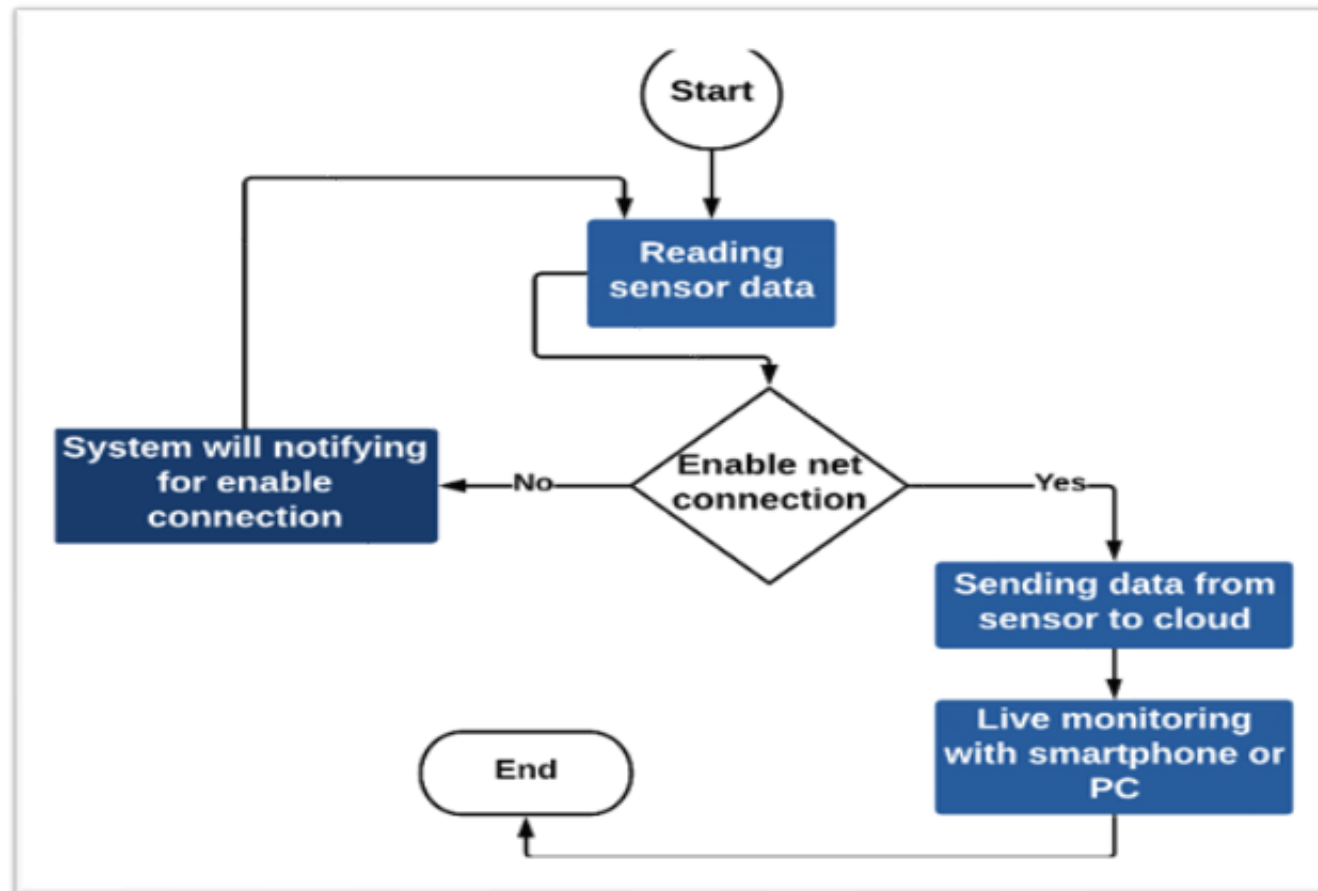 Start
Reading
sensor data
Enable net
connection
No
Yes
System will notifying
for enable
connection
Sending data from
sensor to cloud
Live monitoring
with smartphone or
PC
End